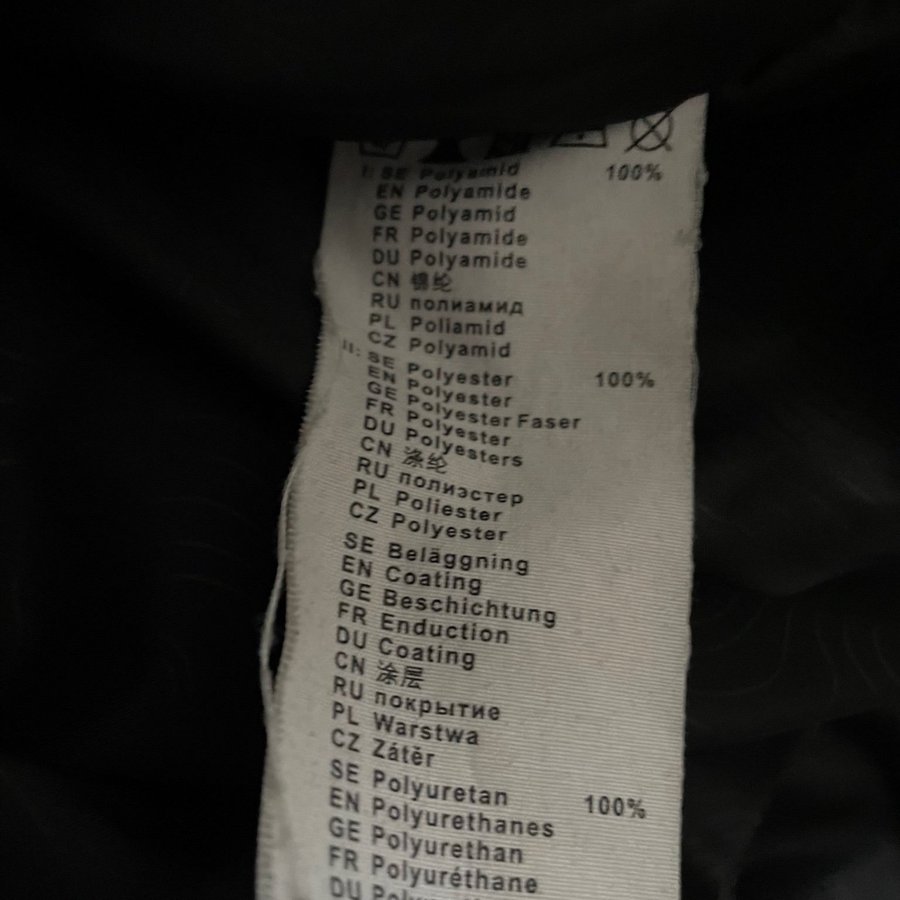 I: SE Polyamid 100%
EN Polyamide
GE Polyamid
FR Polyamide
DU Polyamide
CN 锦纶
RU полиамид
PL Poliamid
CZ Polyamid
II: SE Polyester 100%
EN Polyester
GE Polyester Faser
FR Polyester
DU Polyesters
CN 涤纶
RU полиэстер
PL Poliester
CZ Polyester
SE Beläggning
EN Coating
GE Beschichtung
FR Enduction
DU Coating
CN 涂层
RU покрытие
PL Warstwa
CZ Zátěr
SE Polyuretan 100%
EN Polyurethanes
GE Polyurethan
FR Polyuréthane
DU